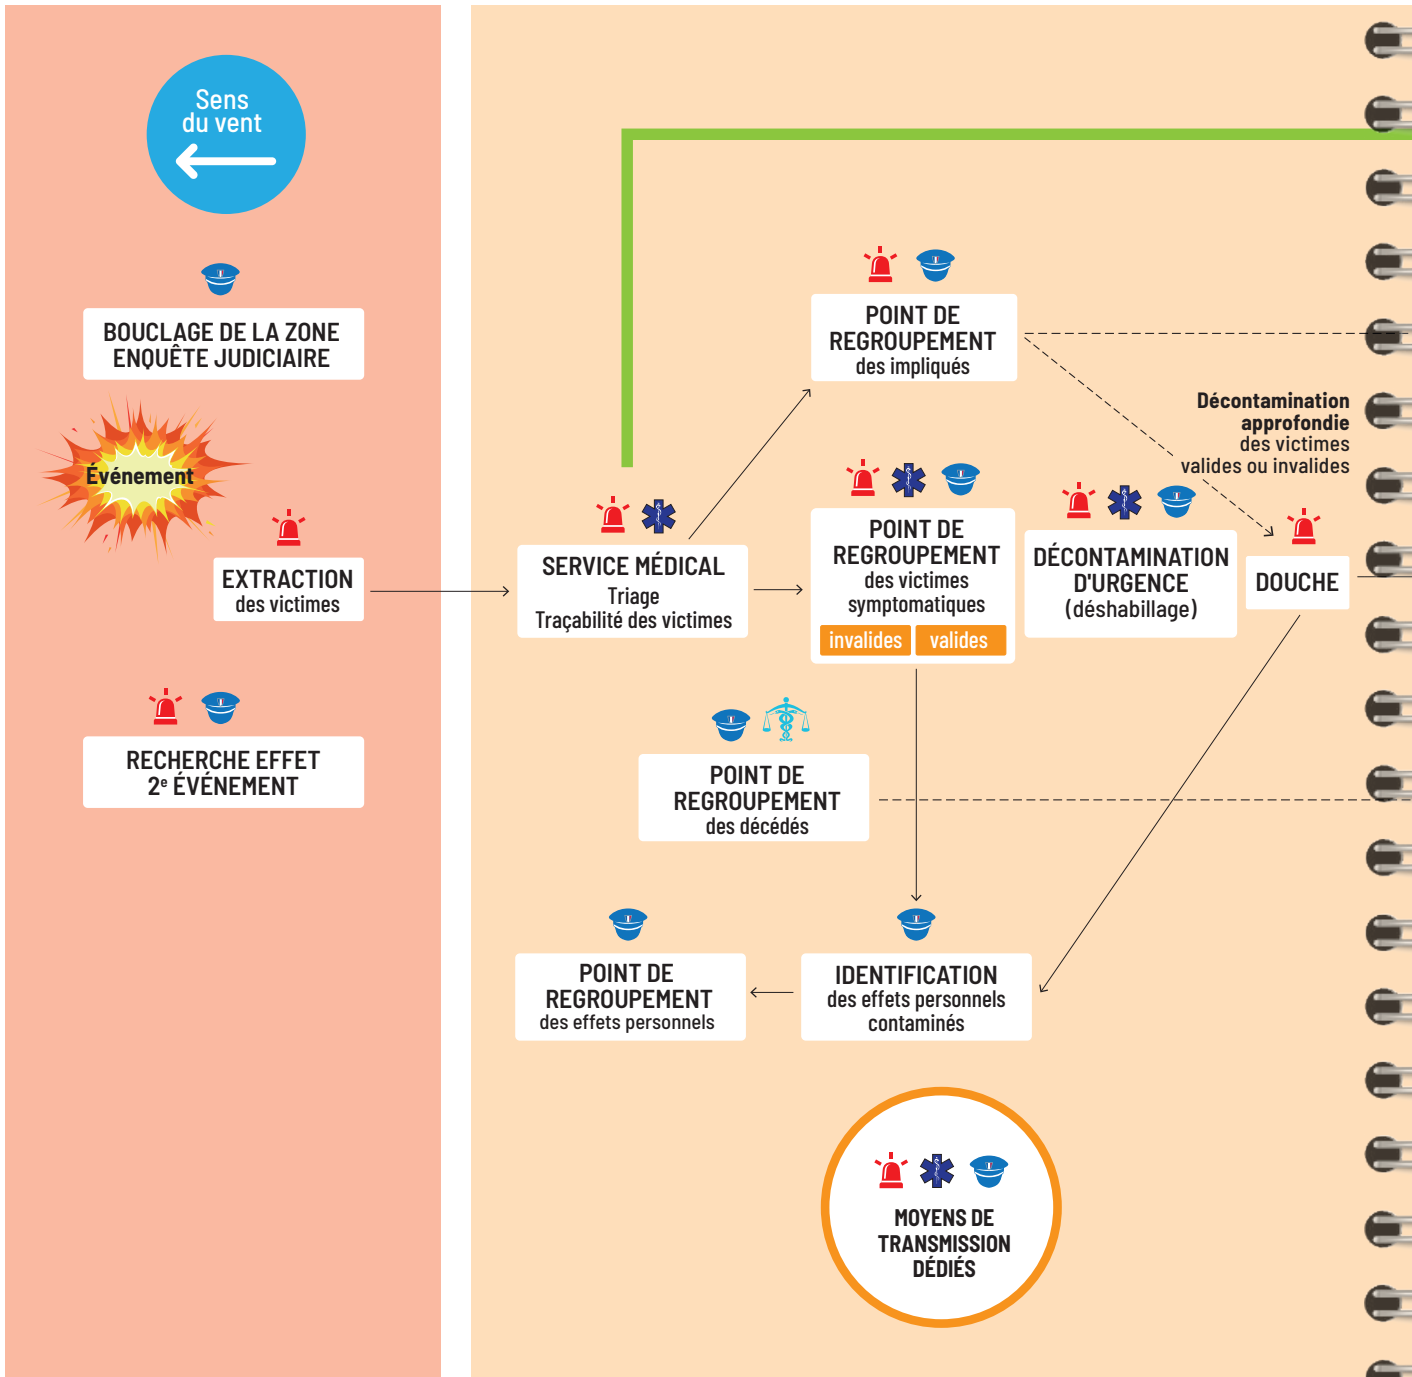 Sens
du vent
BOUCLAGE DE LA ZONE
ENQUÊTE JUDICIAIRE
Événement
EXTRACTION
des victimes
RECHERCHE EFFET
2e ÉVÉNEMENT
POINT DE
REGROUPEMENT
des impliqués
Décontamination
approfondie
des victimes
valides ou invalides
SERVICE MÉDICAL
Triage
Traçabilité des victimes
POINT DE
REGROUPEMENT
des victimes
symptomatiques
invalides
valides
DÉCONTAMINATION
D'URGENCE
(déshabillage)
DOUCHE
POINT DE
REGROUPEMENT
des décédés
POINT DE
REGROUPEMENT
des effets personnels
IDENTIFICATION
des effets personnels
contaminés
MOYENS DE
TRANSMISSION
DÉDIÉS